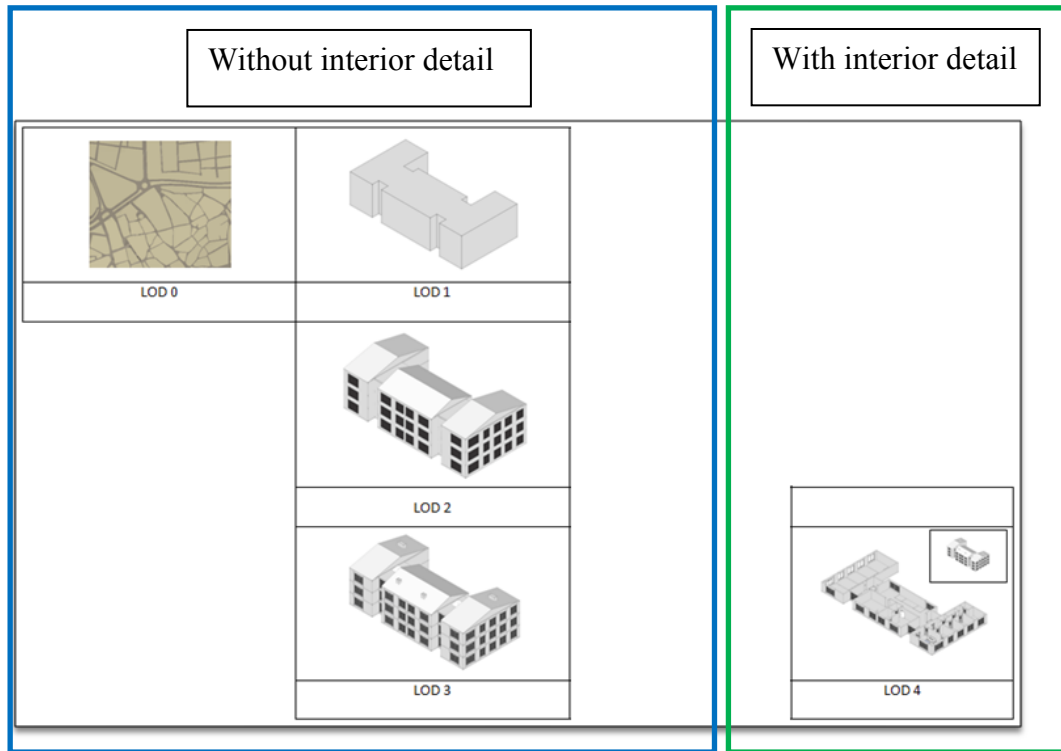 Without interior detail
With interior detail
LOD 0
LOD 1
LOD 2
LOD 3
LOD 4